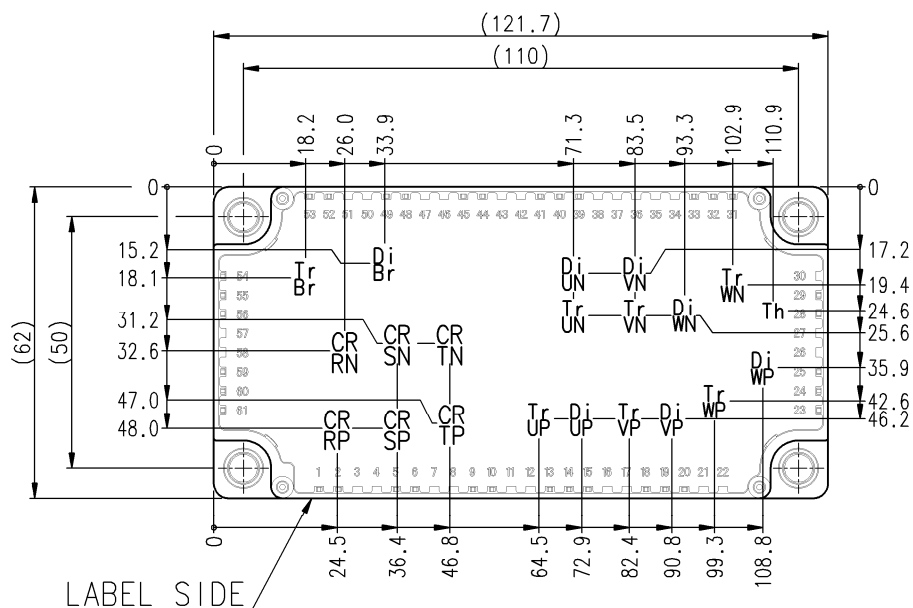 (121.7)
(110)
0 18.2 26.0 33.9 71.3 83.5 93.3 102.9 110.9
0 0
53 52 51 50 49 48 47 46 45 44 43 42 41 40 39 38 37 36 35 34 33 32 31
15.2 Di Br 17.2
18.1 Tr Br 54 Di UN Di VN Tr WN 30 19.4
55 29
31.2 56 Tr UN Tr VN Di WN Th 28 24.6
57 27 25.6
32.6 58 CR RN CR SN CR TN 26
(62) (50)
59 Di WP 25 35.9
47.0 60 Tr WP 24 42.6
48.0 61 CR RP CR SP CR TP Tr UP Di UP Tr VP Di VP 23 46.2
1 2 3 4 5 6 7 8 9 10 11 12 13 14 15 16 17 18 19 20 21 22
0 24.5 36.4 46.8 64.5 72.9 82.4 90.8 99.3 108.8
LABEL SIDE